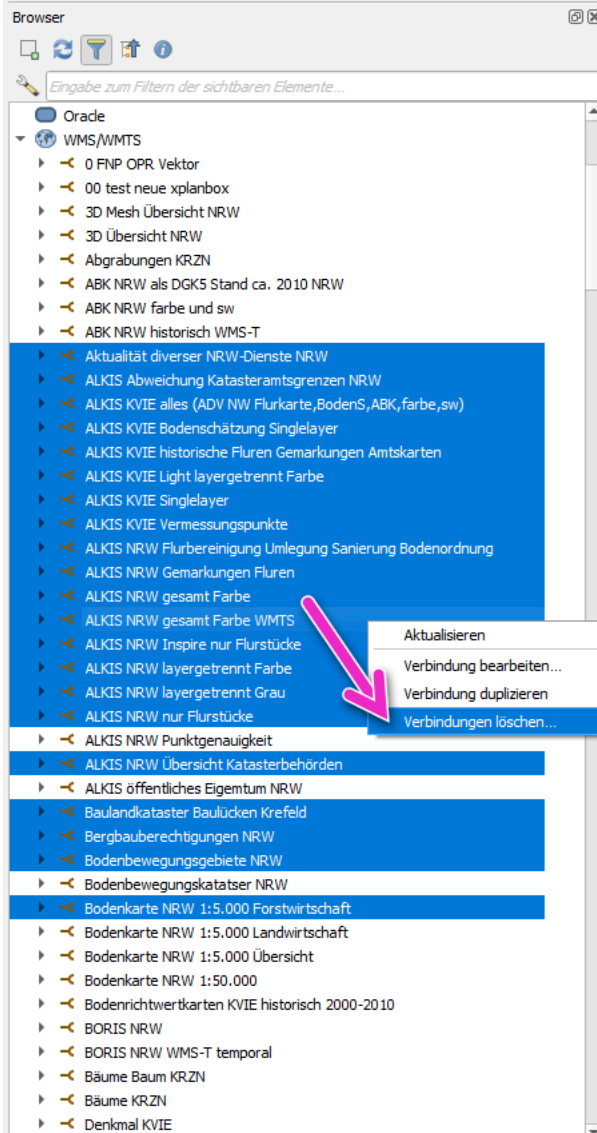 Browser
Eingabe zum Filtern der sichtbaren Elemente...
Oracle
WMS/WMTS
0 FNP OPR Vektor
00 test neue xplanbox
3D Mesh Übersicht NRW
3D Übersicht NRW
Abgrabungen KRZN
ABK NRW als DGK5 Stand ca. 2010 NRW
ABK NRW farbe und sw
ABK NRW historisch WMS-T
Aktualität diverser NRW-Dienste NRW
ALKIS Abweichung Katasteramtsgrenzen NRW
ALKIS KVIE alles (ADV NW Flurkarte,BodenS,ABK,farbe,sw)
ALKIS KVIE Bodenschätzung Singlelayer
ALKIS KVIE historische Fluren Gemarkungen Amtskarten
ALKIS KVIE Light layergetrennt Farbe
ALKIS KVIE Singlelayer
ALKIS KVIE Vermessungspunkte
ALKIS NRW Flurbereinigung Umlegung Sanierung Bodenordnung
ALKIS NRW Gemarkungen Fluren
ALKIS NRW gesamt Farbe
ALKIS NRW gesamt Farbe WMTS
Aktualisieren
ALKIS NRW Inspire nur Flurstücke
ALKIS NRW layergetrennt Farbe
Verbindung bearbeiten...
ALKIS NRW layergetrennt Grau
Verbindung duplizieren
ALKIS NRW nur Flurstücke
Verbindungen löschen...
ALKIS NRW Punktgenauigkeit
ALKIS NRW Übersicht Katasterbehörden
ALKIS öffentliches Eigemtum NRW
Baulandkataster Baulücken Krefeld
Bergbauberechtigungen NRW
Bodenbewegungsgebiete NRW
Bodenbewegungskatatser NRW
Bodenkarte NRW 1:5.000 Forstwirtschaft
Bodenkarte NRW 1:5.000 Landwirtschaft
Bodenkarte NRW 1:5.000 Übersicht
Bodenkarte NRW 1:50.000
Bodenrichtwertkarten KVIE historisch 2000-2010
BORIS NRW
BORIS NRW WMS-T temporal
Bäume Baum KRZN
Bäume KRZN
Denkmal KVIE